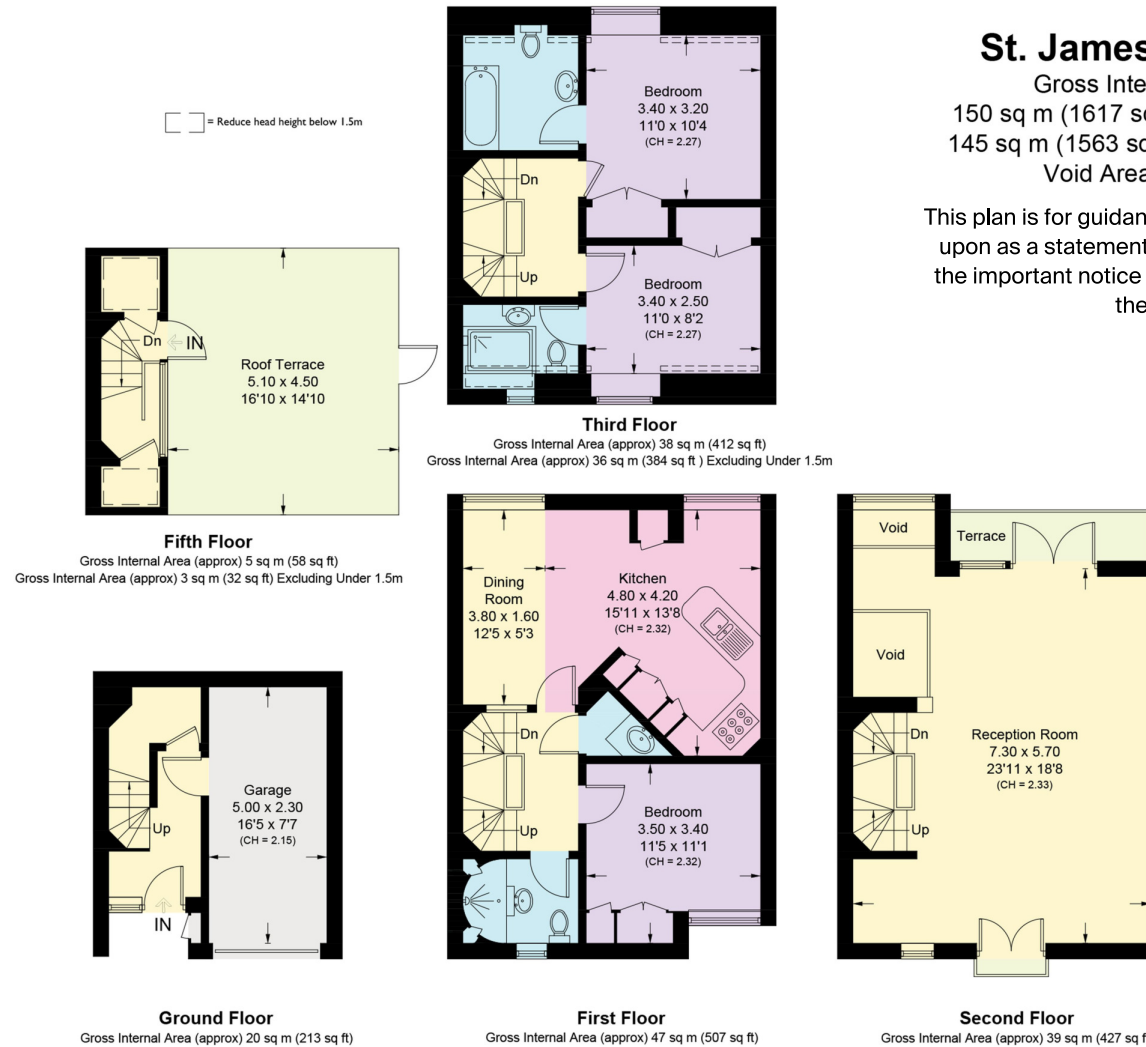 St. James
Gross Inte
150 sq m (1617 sq
145 sq m (1563 sq
Void Area
This plan is for guidan
upon as a statement
the important notice
the
= Reduce head height below 1.5m
Bedroom
3.40 x 3.20
11'0 x 10'4
(CH = 2.27)
Dn
Up
Bedroom
3.40 x 2.50
11'0 x 8'2
(CH = 2.27)
Third Floor
Gross Internal Area (approx) 38 sq m (412 sq ft)
Gross Internal Area (approx) 36 sq m (384 sq ft ) Excluding Under 1.5m
Dn
IN
Roof Terrace
5.10 x 4.50
16'10 x 14'10
Fifth Floor
Gross Internal Area (approx) 5 sq m (58 sq ft)
Gross Internal Area (approx) 3 sq m (32 sq ft) Excluding Under 1.5m
Dining
Room
3.80 x 1.60
12'5 x 5'3
Kitchen
4.80 x 4.20
15'11 x 13'8
(CH = 2.32)
Dn
Up
Bedroom
3.50 x 3.40
11'5 x 11'1
(CH = 2.32)
First Floor
Gross Internal Area (approx) 47 sq m (507 sq ft)
Void
Terrace
Void
Dn
Up
Reception Room
7.30 x 5.70
23'11 x 18'8
(CH = 2.33)
Second Floor
Gross Internal Area (approx) 39 sq m (427 sq f
Garage
5.00 x 2.30
16'5 x 7'7
(CH = 2.15)
Up
IN
Ground Floor
Gross Internal Area (approx) 20 sq m (213 sq ft)